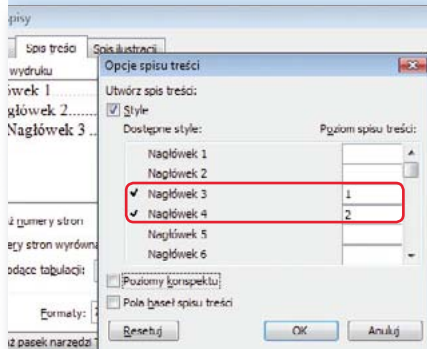 pisy
Spis treści Spis ilustracji
wydruku
ówek 1
główek 2......
Nagłówek 3 ..
ż numery stron
ery stron wyrówna
odące tabulacji:
Formaty:
ż pasek narzędzi
Opcje spisu treści
Utwórz spis treści:
Style
Dostępne style: Poziom spisu treści:
Nagłówek 1
Nagłówek 2
Nagłówek 3 1
Nagłówek 4 2
Nagłówek 5
Nagłówek 6
Poziomy konspektu
Pola haseł spisu treści
Resetuj OK Anuluj